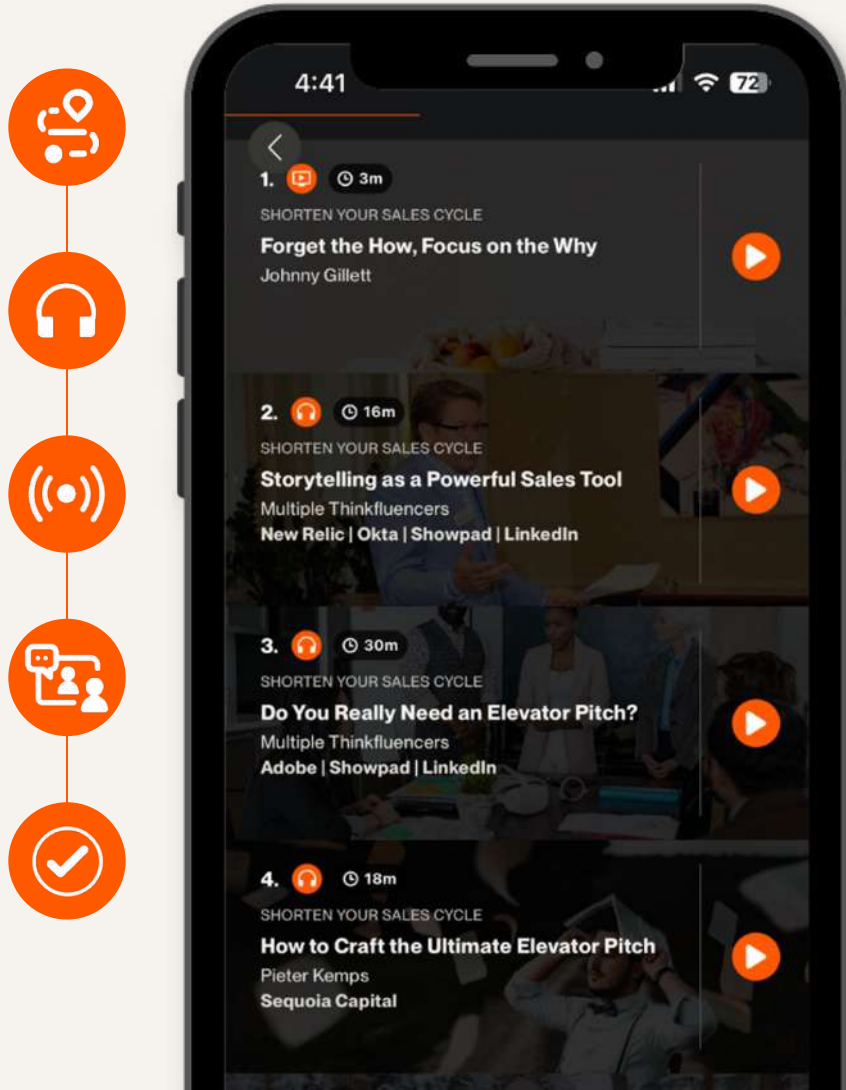 4:41
72
1.
3m
SHORTEN YOUR SALES CYCLE
Forget the How, Focus on the Why
Johnny Gillett
2.
16m
SHORTEN YOUR SALES CYCLE
Storytelling as a Powerful Sales Tool
Multiple Thinkfluencers
New Relic | Okta | Showpad | LinkedIn
3.
30m
SHORTEN YOUR SALES CYCLE
Do You Really Need an Elevator Pitch?
Multiple Thinkfluencers
Adobe | Showpad | LinkedIn
4.
18m
SHORTEN YOUR SALES CYCLE
How to Craft the Ultimate Elevator Pitch
Pieter Kemps
Sequoia Capital